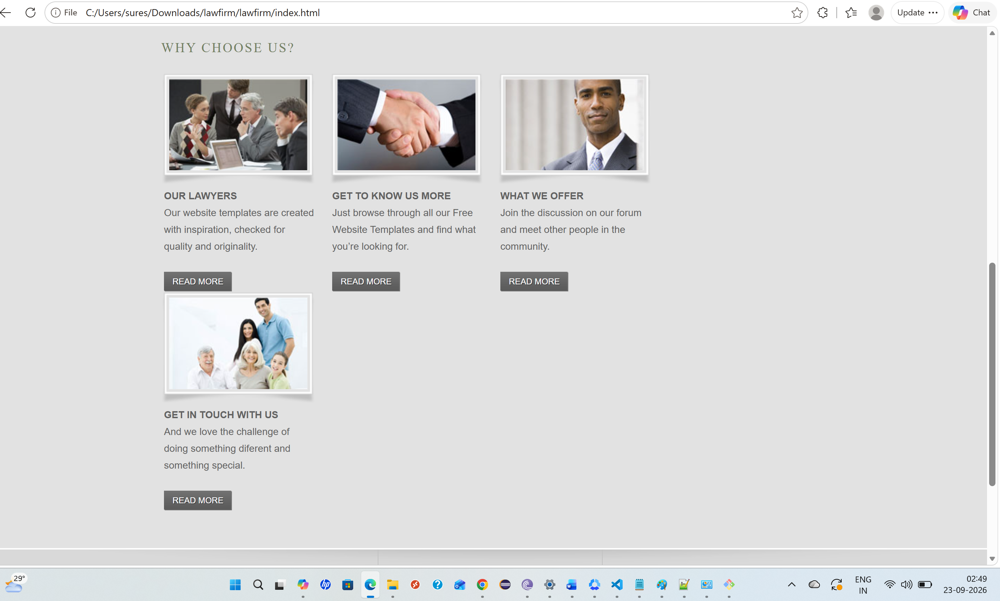 File C:/Users/sures/Downloads/lawfirm/lawfirm/index.html
Update
Chat
WHY CHOOSE US?
OUR LAWYERS
Our website templates are created
with inspiration, checked for
quality and originality.
READ MORE
GET TO KNOW US MORE
Just browse through all our Free
Website Templates and find what
you’re looking for.
READ MORE
WHAT WE OFFER
Join the discussion on our forum
and meet other people in the
community.
READ MORE
GET IN TOUCH WITH US
And we love the challenge of
doing something diferent and
something special.
READ MORE
29°
ENG
IN
02:49
23-09-2026